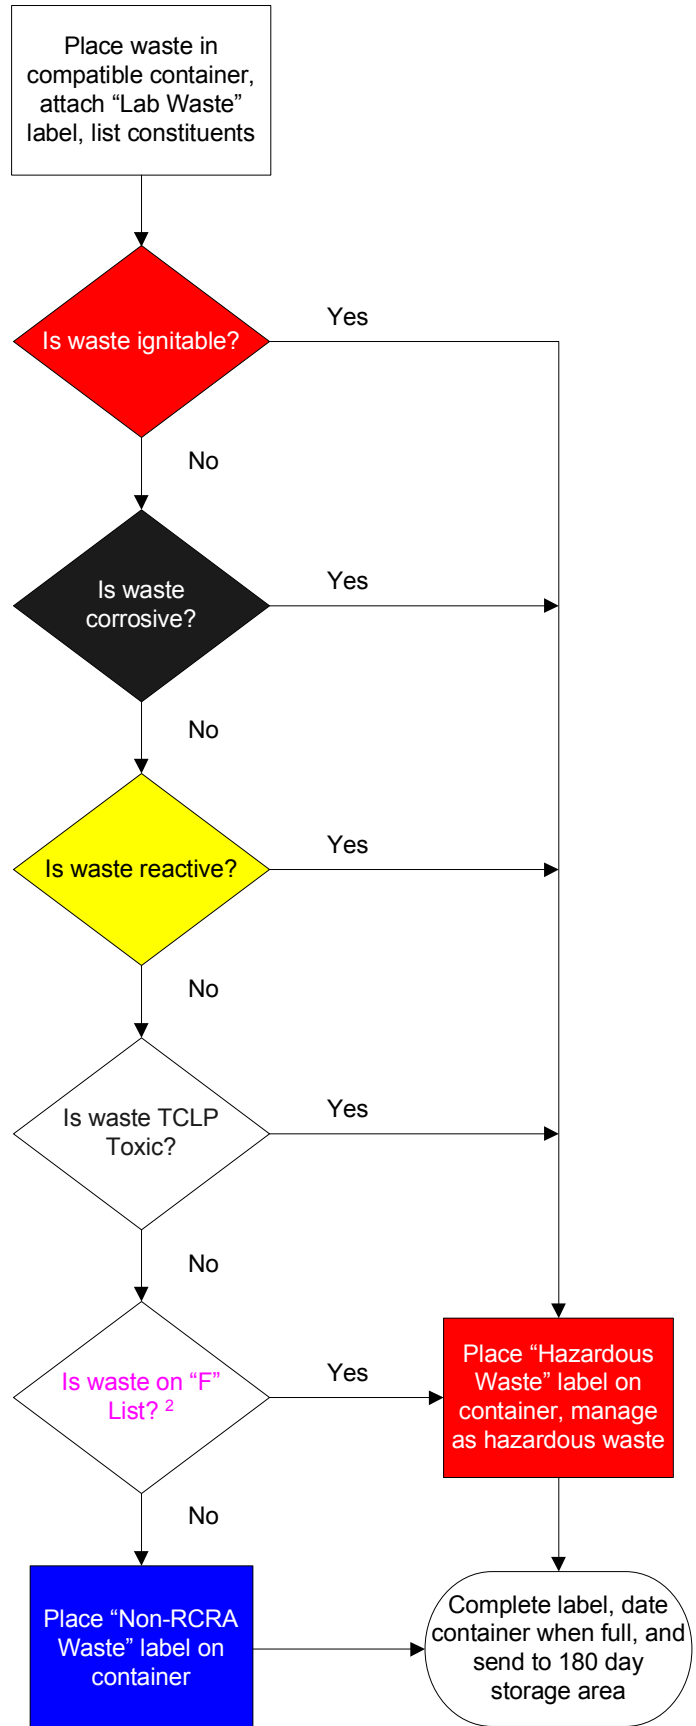 Place waste in
compatible container,
attach “Lab Waste”
label, list constituents
Is waste ignitable?
Yes
No
Is waste
corrosive?
Yes
No
Is waste reactive?
Yes
No
Is waste TCLP
Toxic?
Yes
No
Is waste on “F”
List? 2
Yes
Place “Hazardous
Waste” label on
container, manage
as hazardous waste
No
Place “Non-RCRA
Waste” label on
container
Complete label, date
container when full, and
send to 180 day
storage area